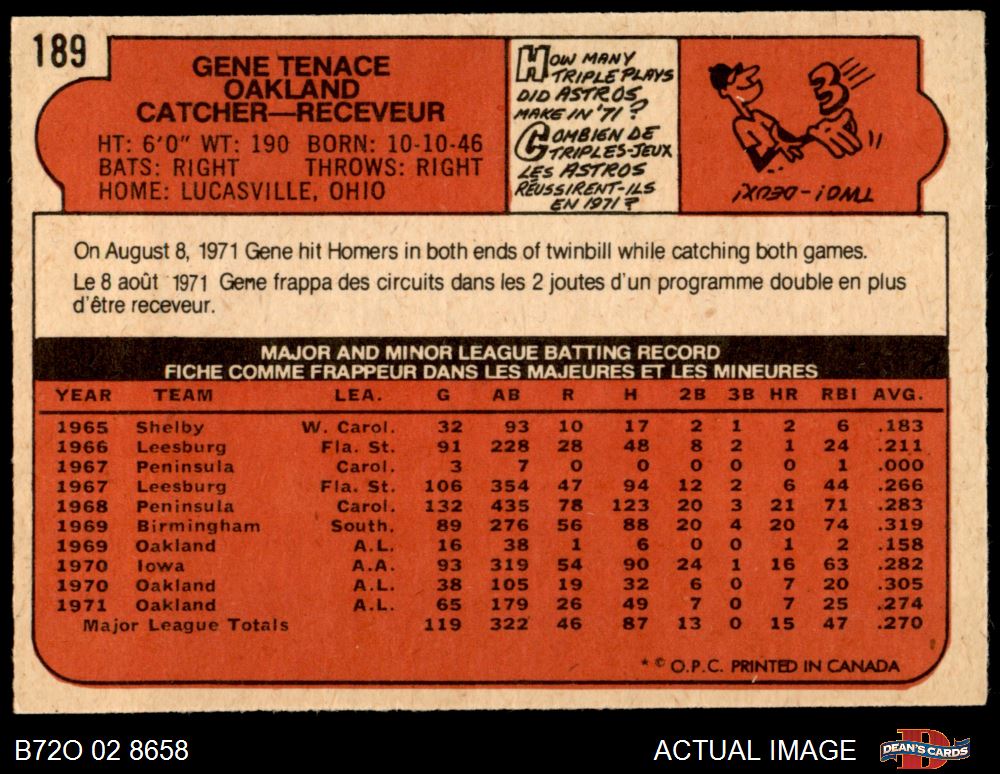 189
GENE TENACE
OAKLAND
CATCHER—RECEVEUR
HT: 6'0" WT: 190 BORN: 10-10-46
BATS: RIGHT THROWS: RIGHT
HOME: LUCASVILLE, OHIO
HOW MANY
TRIPLE PLAYS
DID ASTROS
MAKE IN '71?
COMBIEN DE
TRIPLES-JEUX
LES ASTROS
RÉUSSIRENT-ILS
EN 1971?
3
TWO! - DEUX!
On August 8, 1971 Gene hit Homers in both ends of twinbill while catching both games.
Le 8 août 1971 Gene frappa des circuits dans les 2 joutes d'un programme double en plus
d'être receveur.
MAJOR AND MINOR LEAGUE BATTING RECORD
FICHE COMME FRAPPEUR DANS LES MAJEURES ET LES MINEURES
YEAR TEAM LEA. G AB R H 2B 3B HR RBI AVG.
1965 Shelby W. Carol. 32 93 10 17 2 1 2 6 .183
1966 Leesburg Fla. St. 91 228 28 48 8 2 1 24 .211
1967 Peninsula Carol. 3 7 0 0 0 0 0 1 .000
1967 Leesburg Fla. St. 106 354 47 94 12 2 6 44 .266
1968 Peninsula Carol. 132 435 78 123 20 3 21 71 .283
1969 Birmingham South. 89 276 56 88 20 4 20 74 .319
1969 Oakland A.L. 16 38 1 6 0 0 1 2 .158
1970 Iowa A.A. 93 319 54 90 24 1 16 63 .282
1970 Oakland A.L. 38 105 19 32 6 0 7 20 .305
1971 Oakland A.L. 65 179 26 49 7 0 7 25 .274
Major League Totals 119 322 46 87 13 0 15 47 .270
* © O.P.C. PRINTED IN CANADA
B72O 02 8658
ACTUAL IMAGE
D
DEAN'S CARDS